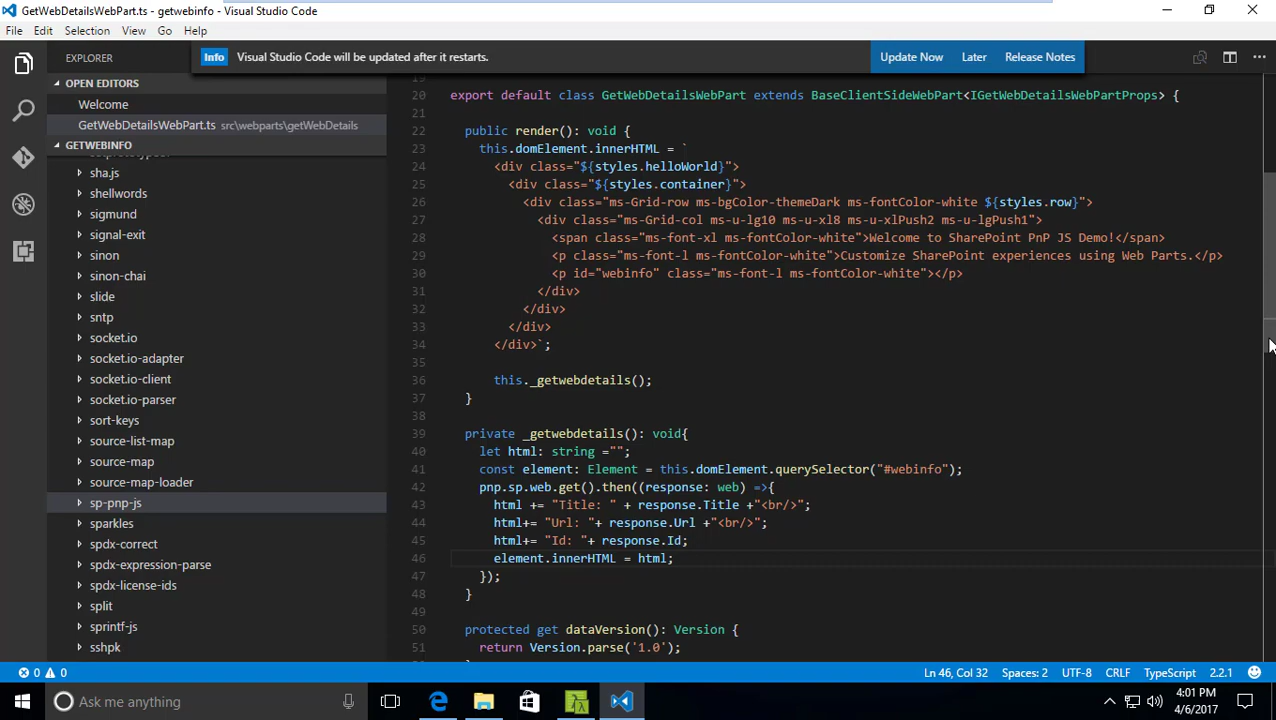 GetWebDetailsWebPart.ts - getwebinfo - Visual Studio Code
File Edit Selection View Go Help
EXPLORER
Info Visual Studio Code will be updated after it restarts. Update Now Later Release Notes
OPEN EDITORS
Welcome
GetWebDetailsWebPart.ts src\webparts\getWebDetails
GETWEBINFO
sha.js
shellwords
sigmund
signal-exit
sinon
sinon-chai
slide
sntp
socket.io
socket.io-adapter
socket.io-client
socket.io-parser
sort-keys
source-list-map
source-map
source-map-loader
sp-pnp-js
sparkles
spdx-correct
spdx-expression-parse
spdx-license-ids
split
sprintf-js
sshpk
19
20 export default class GetWebDetailsWebPart extends BaseClientSideWebPart<IGetWebDetailsWebPartProps> {
21
22 public render(): void {
23 this.domElement.innerHTML = `
24 <div class="${styles.helloWorld}">
25 <div class="${styles.container}">
26 <div class="ms-Grid-row ms-bgColor-themeDark ms-fontColor-white ${styles.row}">
27 <div class="ms-Grid-col ms-u-lg10 ms-u-xl8 ms-u-xlPush2 ms-u-lgPush1">
28 <span class="ms-font-xl ms-fontColor-white">Welcome to SharePoint PnP JS Demo!</span>
29 <p class="ms-font-l ms-fontColor-white">Customize SharePoint experiences using Web Parts.</p>
30 <p id="webinfo" class="ms-font-l ms-fontColor-white"></p>
31 </div>
32 </div>
33 </div>
34 </div>`;
35
36 this._getwebdetails();
37 }
38
39 private _getwebdetails(): void{
40 let html: string ="";
41 const element: Element = this.domElement.querySelector("#webinfo");
42 pnp.sp.web.get().then((response: web) =>{
43 html += "Title: " + response.Title +"<br/>";
44 html+= "Url: "+ response.Url +"<br/>";
45 html+= "Id: "+ response.Id;
46 element.innerHTML = html;
47 });
48 }
49
50 protected get dataVersion(): Version {
51 return Version.parse('1.0');
0 0 Ln 46, Col 32 Spaces: 2 UTF-8 CRLF TypeScript 2.2.1
Ask me anything
4:01 PM
4/6/2017